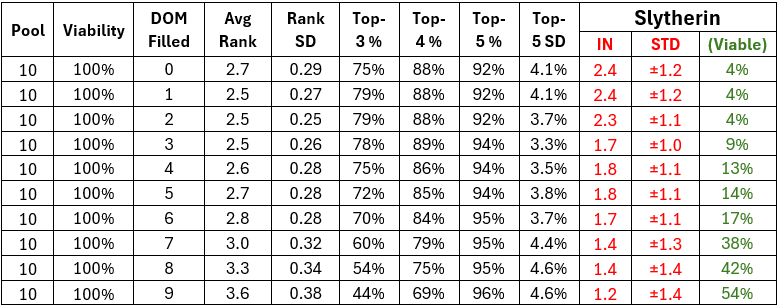 Pool Viability DOM Filled Avg Rank Rank SD Top-3 % Top-4 % Top-5 % Top-5 SD Slytherin
IN STD (Viable)
10 100% 0 2.7 0.29 75% 88% 92% 4.1% 2.4 ±1.2 4%
10 100% 1 2.5 0.27 79% 88% 92% 4.1% 2.4 ±1.2 4%
10 100% 2 2.5 0.25 79% 88% 92% 3.7% 2.3 ±1.1 4%
10 100% 3 2.5 0.26 78% 89% 94% 3.3% 1.7 ±1.0 9%
10 100% 4 2.6 0.28 75% 86% 94% 3.5% 1.8 ±1.1 13%
10 100% 5 2.7 0.28 72% 85% 94% 3.8% 1.8 ±1.1 14%
10 100% 6 2.8 0.28 70% 84% 95% 3.7% 1.7 ±1.1 17%
10 100% 7 3.0 0.32 60% 79% 95% 4.4% 1.4 ±1.3 38%
10 100% 8 3.3 0.34 54% 75% 95% 4.6% 1.4 ±1.4 42%
10 100% 9 3.6 0.38 44% 69% 96% 4.6% 1.2 ±1.4 54%